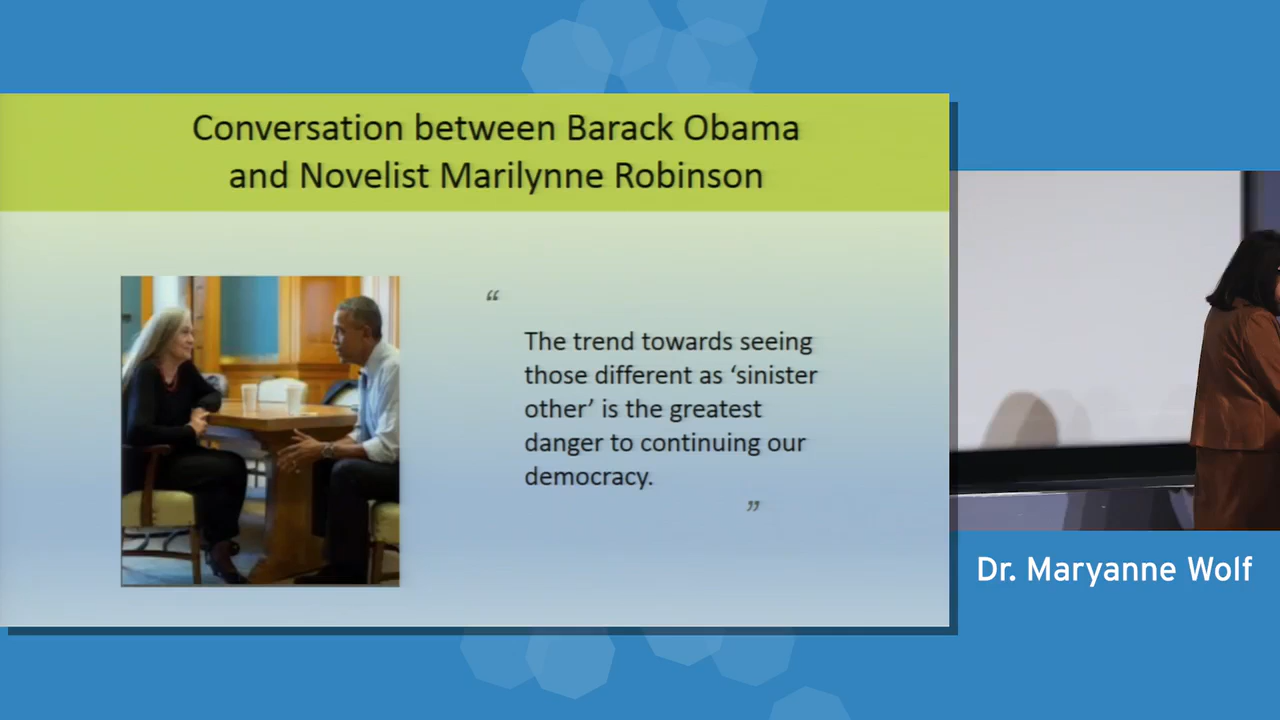 Conversation between Barack Obama
and Novelist Marilynne Robinson
“
The trend towards seeing
those different as ‘sinister
other’ is the greatest
danger to continuing our
democracy.
”
Dr. Maryanne Wolf